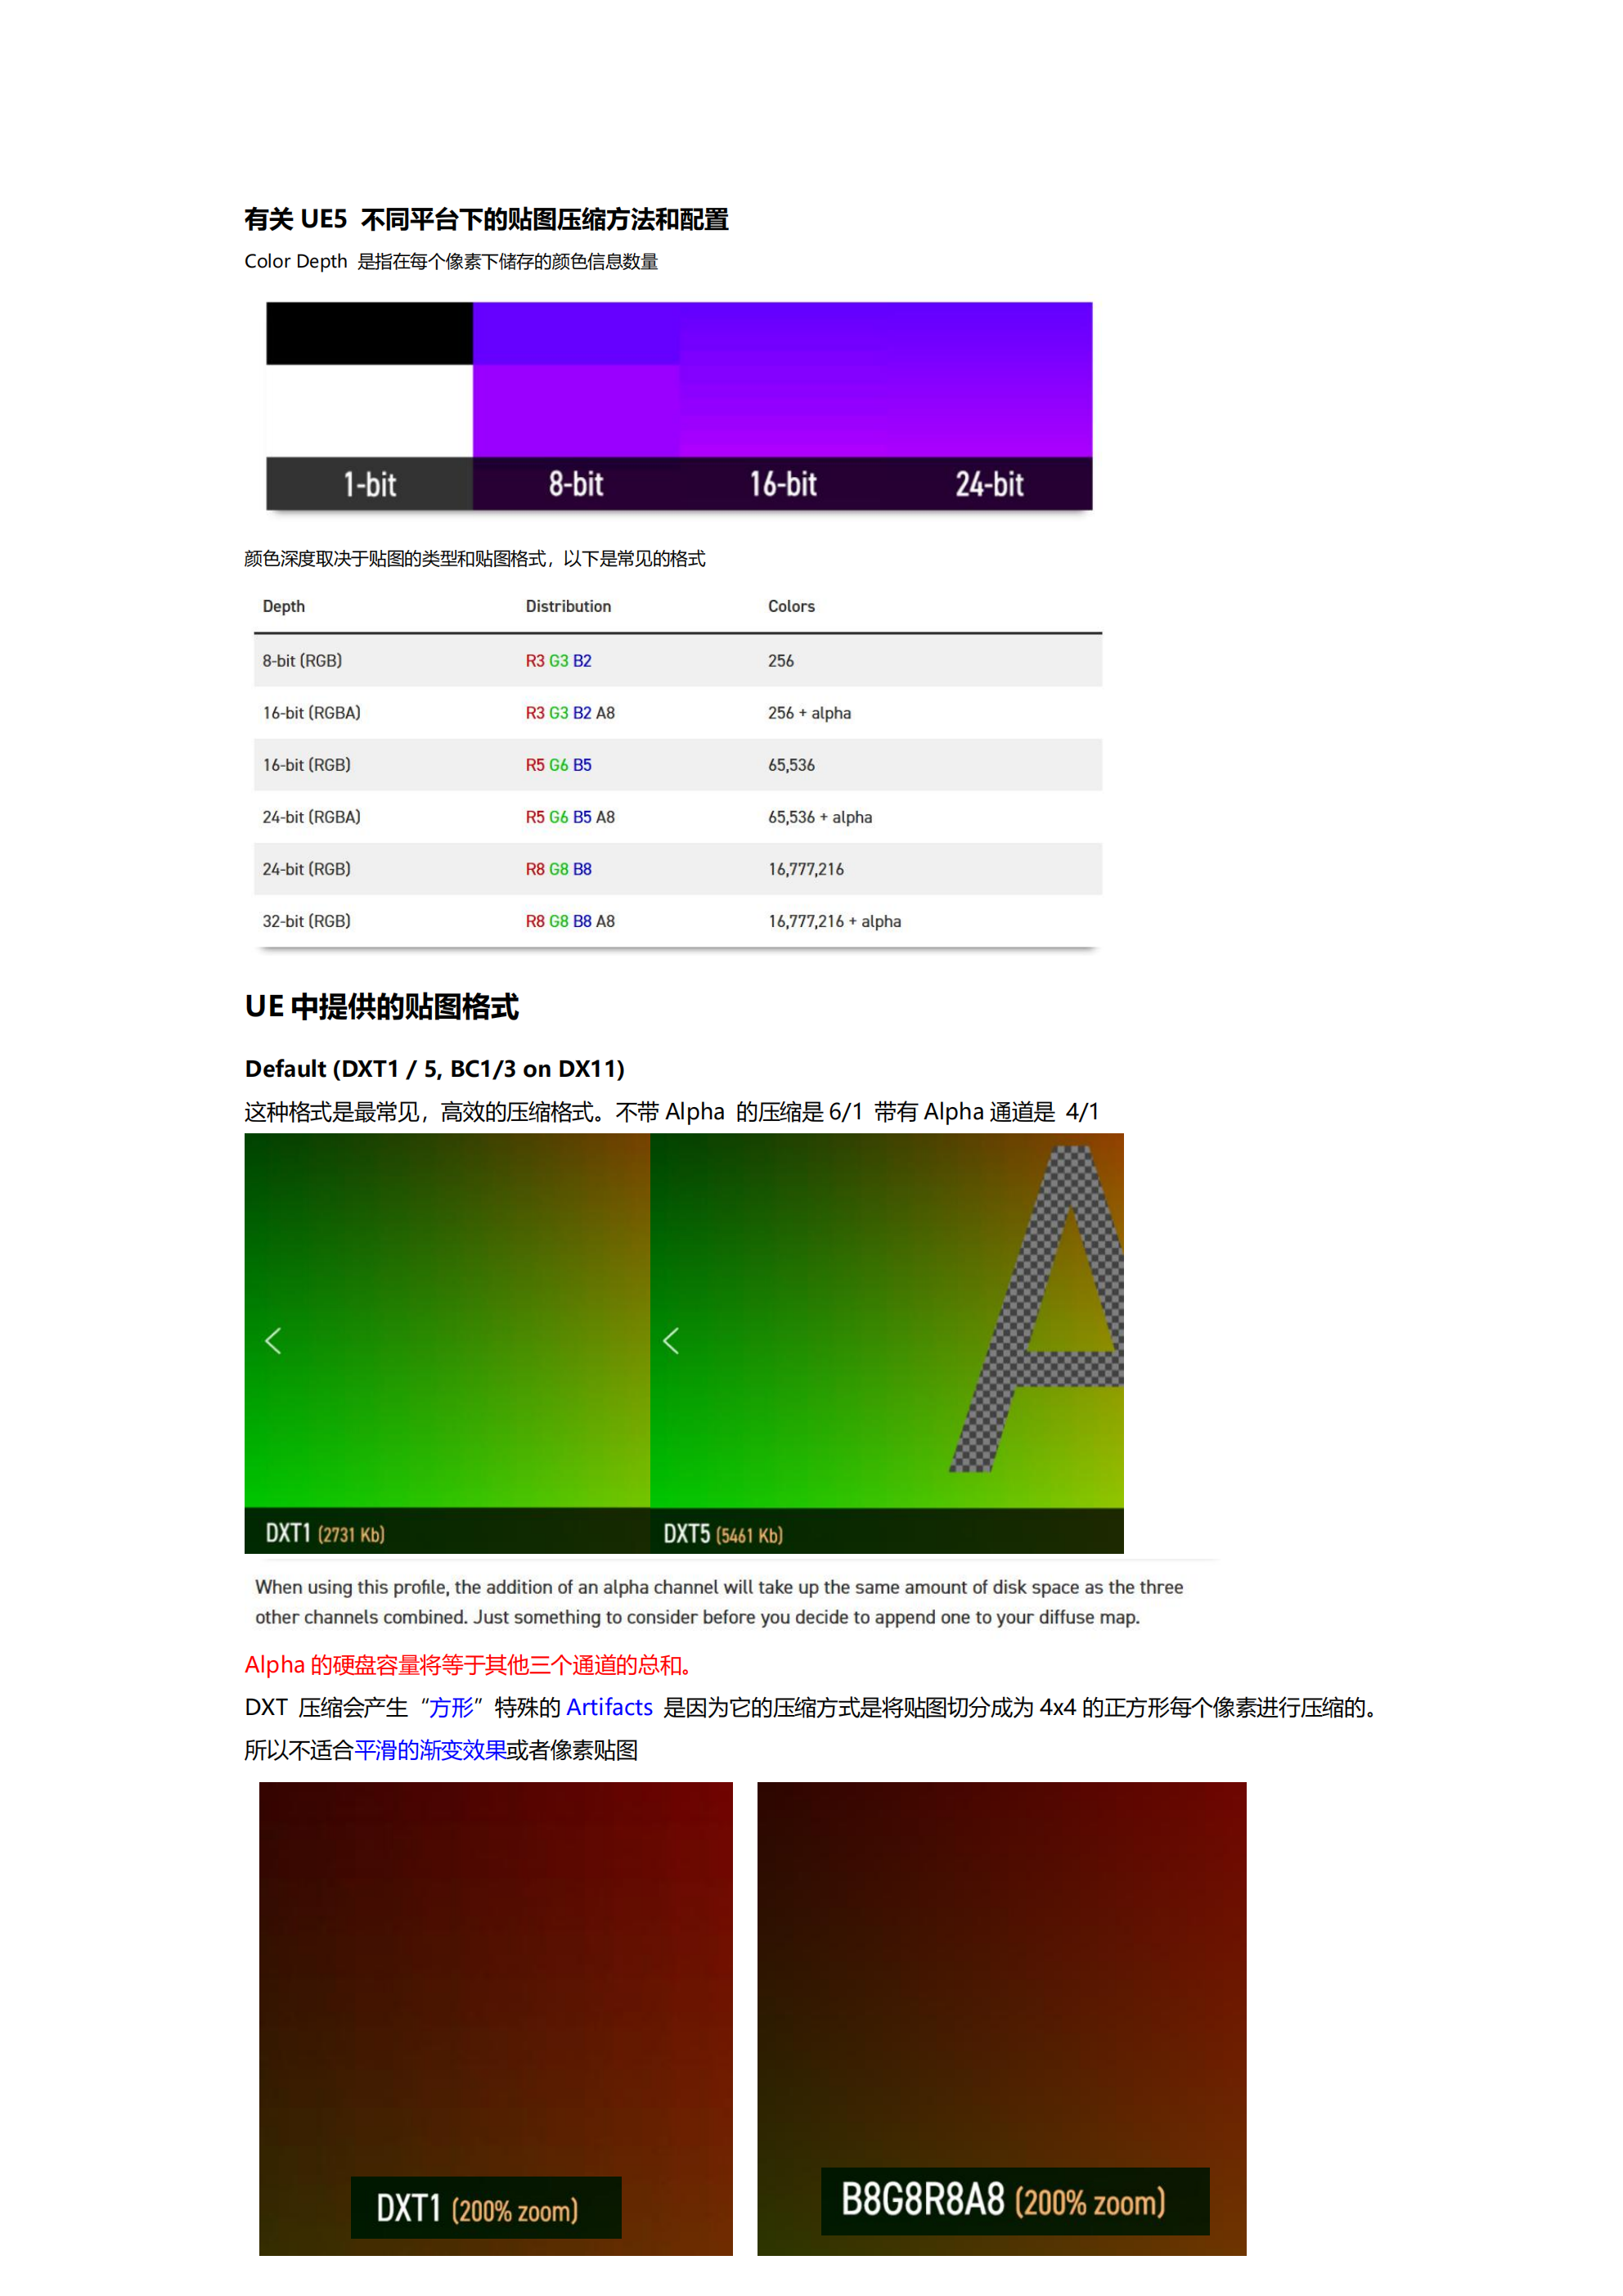 有关 UE5 不同平台下的贴图压缩方法和配置
Color Depth 是指在每个像素下储存的颜色信息数量
1-bit 8-bit 16-bit 24-bit
颜色深度取决于贴图的类型和贴图格式，以下是常见的格式
Depth Distribution Colors
8-bit (RGB) R3 G3 B2 256
16-bit (RGBA) R3 G3 B2 A8 256 + alpha
16-bit (RGB) R5 G6 B5 65,536
24-bit (RGBA) R5 G6 B5 A8 65,536 + alpha
24-bit (RGB) R8 G8 B8 16,777,216
32-bit (RGB) R8 G8 B8 A8 16,777,216 + alpha
UE 中提供的贴图格式
Default (DXT1 / 5, BC1/3 on DX11)
这种格式是最常见，高效的压缩格式。不带 Alpha 的压缩是 6/1 带有 Alpha 通道是 4/1
A
DXT1 (2731 Kb) DXT5 (5461 Kb)
When using this profile, the addition of an alpha channel will take up the same amount of disk space as the three
other channels combined. Just something to consider before you decide to append one to your diffuse map.
Alpha 的硬盘容量将等于其他三个通道的总和。
DXT 压缩会产生“方形”特殊的 Artifacts 是因为它的压缩方式是将贴图切分成为 4x4 的正方形每个像素进行压缩的。
所以不适合平滑的渐变效果或者像素贴图
DXT1 (200% zoom) B8G8R8A8 (200% zoom)